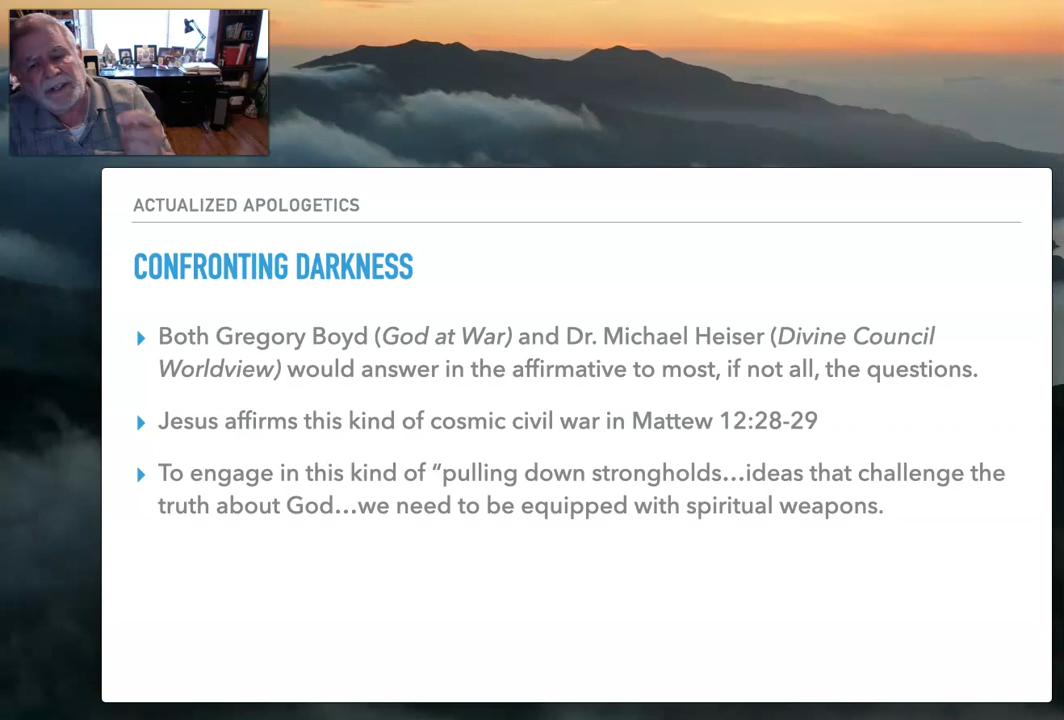 ACTUALIZED APOLOGETICS
CONFRONTING DARKNESS
Both Gregory Boyd (God at War) and Dr. Michael Heiser (Divine Council
Worldview) would answer in the affirmative to most, if not all, the questions.
Jesus affirms this kind of cosmic civil war in Mattew 12:28-29
To engage in this kind of “pulling down strongholds…ideas that challenge the
truth about God…we need to be equipped with spiritual weapons.